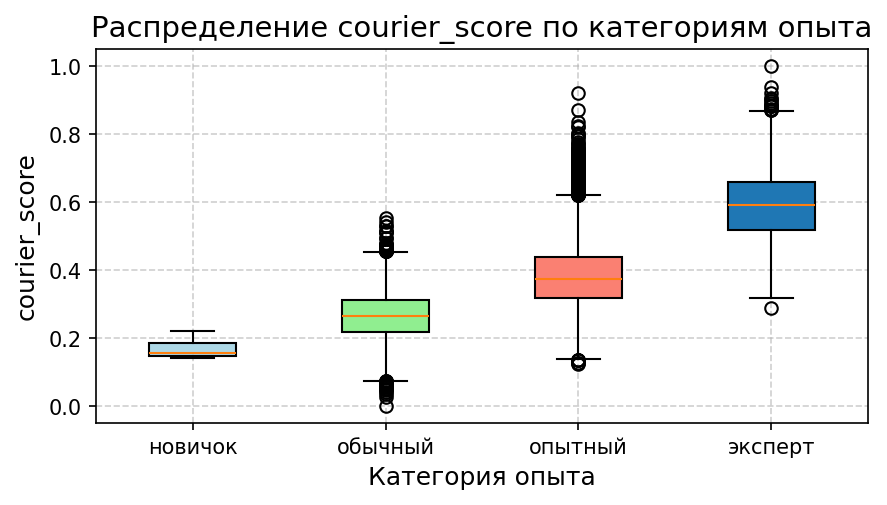 Распределение courier_score по категориям опыта
courier_score
1.0
0.8
0.6
0.4
0.2
0.0
новичок обычный опытный эксперт
Категория опыта